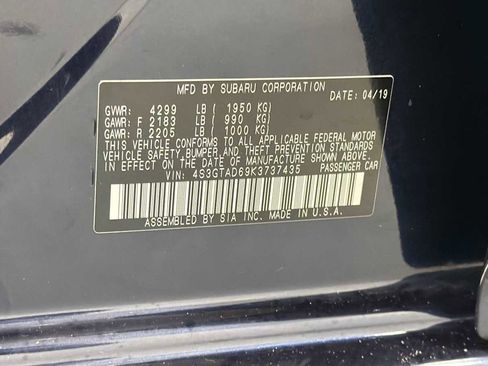 MFD BY SUBARU CORPORATION
DATE: 04/19
GVWR: 4299 LB ( 1950 KG)
GAWR: F 2183 LB ( 990 KG)
GAWR: R 2205 LB ( 1000 KG)
THIS VEHICLE CONFORMS TO ALL APPLICABLE FEDERAL MOTOR
VEHICLE SAFETY,BUMPER,AND THEFT PREVENTION STANDARDS
IN EFFECT ON THE DATE OF MANUFACTURE SHOWN ABOVE.
VIN: 4S3GTAD69K3737435 PASSENGER CAR
ASSEMBLED BY SIA INC. MADE IN U.S.A.